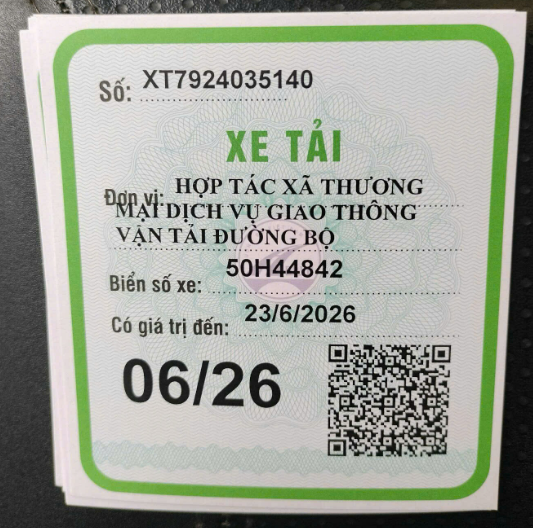 Số: XT7924035140
XE TẢI
Đơn vị: HỢP TÁC XÃ THƯƠNG
MẠI DỊCH VỤ GIAO THÔNG
VẬN TẢI ĐƯỜNG BỘ
Biển số xe: 50H44842
Có giá trị đến: 23/6/2026
06/26